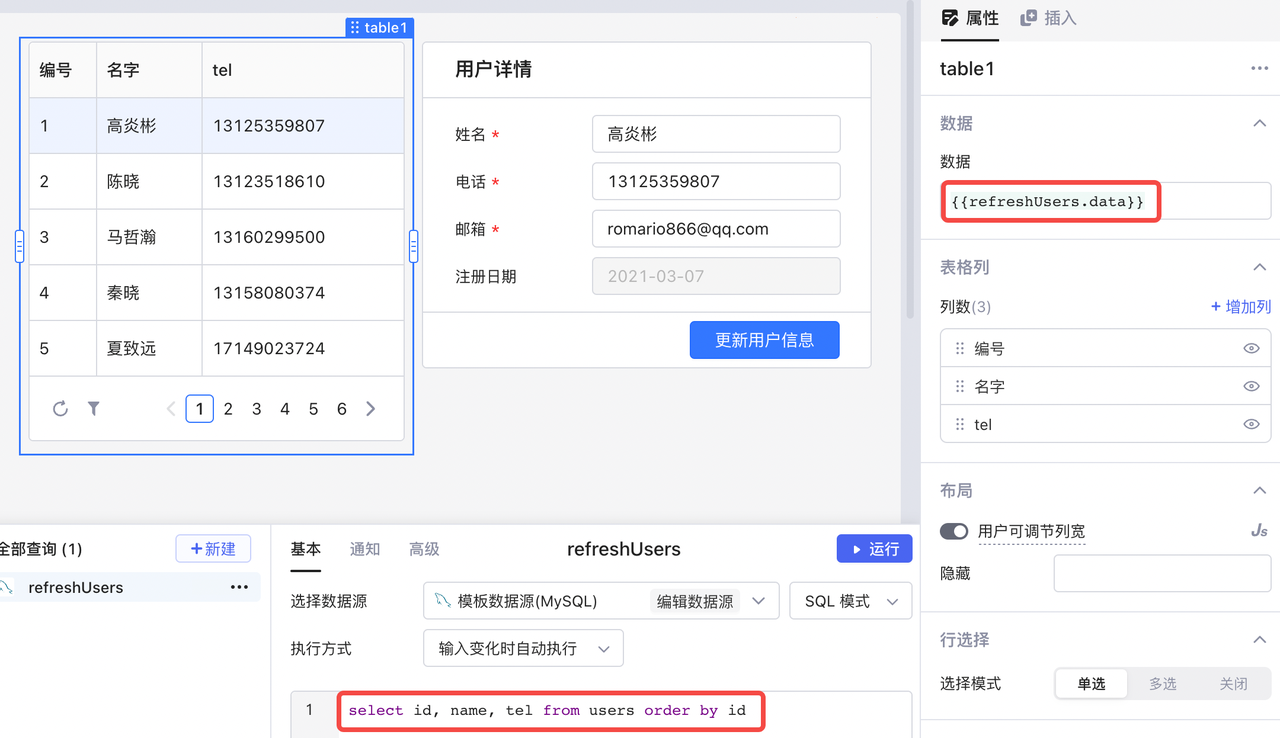 table1
编号 名字 tel
1 高炎彬 13125359807
2 陈晓 13123518610
3 马哲瀚 13160299500
4 秦晓 13158080374
5 夏致远 17149023724
1 2 3 4 5 6
用户详情
姓名 * 高炎彬
电话 * 13125359807
邮箱 * romario866@qq.com
注册日期 2021-03-07
更新用户信息
属性 插入
table1
数据
数据
{{refreshUsers.data}}
表格列
列数(3) + 增加列
编号
名字
tel
布局
用户可调节列宽 Js
隐藏
行选择
选择模式 单选 多选 关闭
全部查询 (1) +新建
refreshUsers
基本 通知 高级 refreshUsers 运行
选择数据源 模板数据源(MySQL) 编辑数据源 SQL 模式
执行方式 输入变化时自动执行
1 select id, name, tel from users order by id